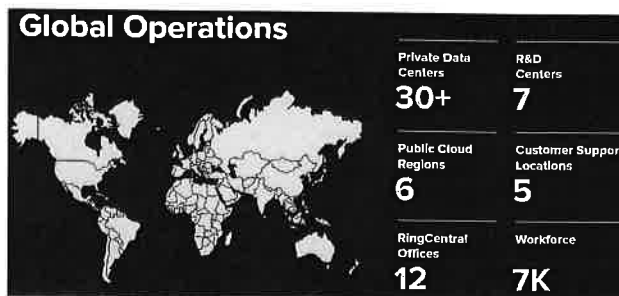 Global Operations
Private Data
Centers
30+
R&D
Centers
7
Public Cloud
Regions
6
Customer Support
Locations
5
RingCentral
Offices
12
Workforce
7K